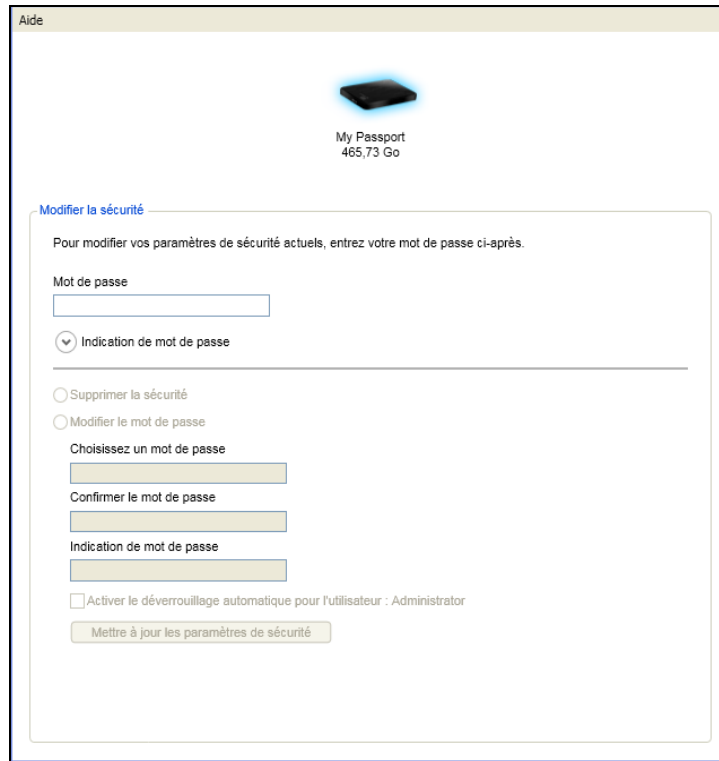 Aide
My Passport
465,73 Go
Modifier la sécurité
Pour modifier vos paramètres de sécurité actuels, entrez votre mot de passe ci-après.
Mot de passe
Indication de mot de passe
Supprimer la sécurité
Modifier le mot de passe
Choisissez un mot de passe
Confirmer le mot de passe
Indication de mot de passe
Activer le déverrouillage automatique pour l'utilisateur : Administrator
Mettre à jour les paramètres de sécurité